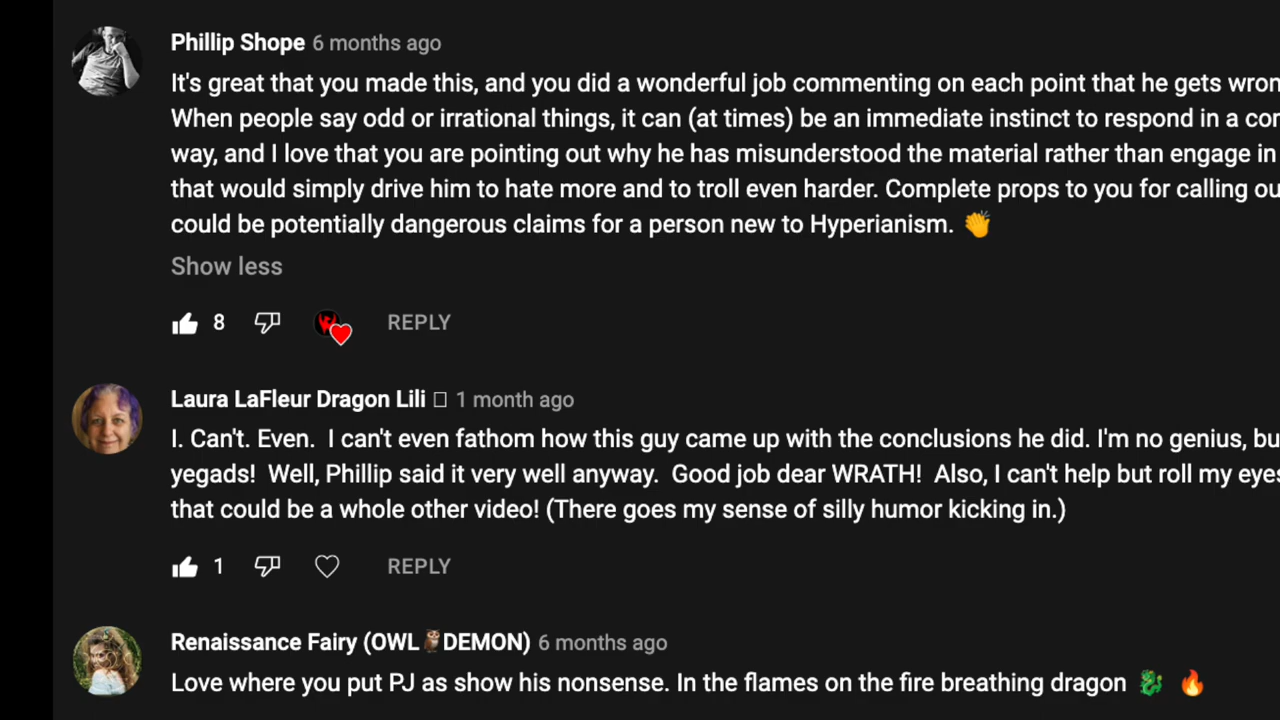 Phillip Shope 6 months ago
It's great that you made this, and you did a wonderful job commenting on each point that he gets
When people say odd or irrational things, it can (at times) be an immediate instinct to respond in a
way, and I love that you are pointing out why he has misunderstood the material rather than engage in
that would simply drive him to hate more and to troll even harder. Complete props to you for calling
could be potentially dangerous claims for a person new to Hyperianism. 👏
Show less
8 REPLY
Laura LaFleur Dragon Lili 1 month ago
I. Can't. Even. I can't even fathom how this guy came up with the conclusions he did. I'm no genius,
yegads! Well, Phillip said it very well anyway. Good job dear WRATH! Also, I can't help but roll my eyes
that could be a whole other video! (There goes my sense of silly humor kicking in.)
1 REPLY
Renaissance Fairy (OWL🦉DEMON) 6 months ago
Love where you put PJ as show his nonsense. In the flames on the fire breathing dragon 🐉 🔥